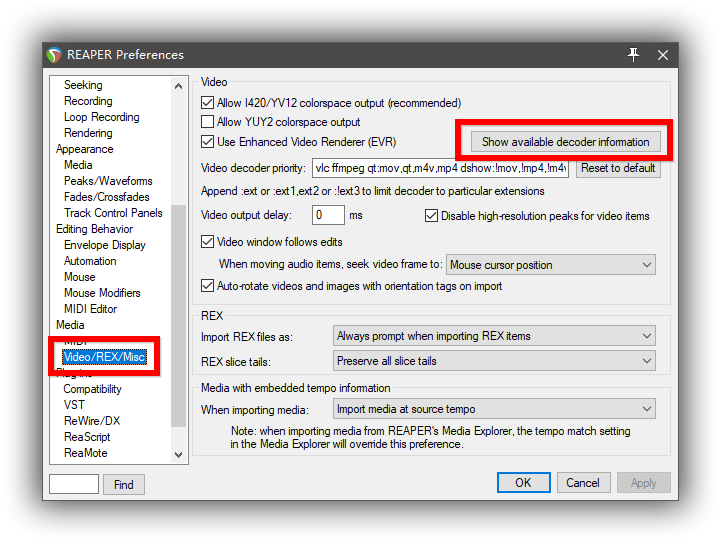 REAPER Preferences
Seeking
Recording
Loop Recording
Rendering
Appearance
Media
Peaks/Waveforms
Fades/Crossfades
Track Control Panels
Editing Behavior
Envelope Display
Automation
Mouse
Mouse Modifiers
MIDI Editor
Media
MIDI
Video/REX/Misc
Plug-ins
Compatibility
VST
ReWire/DX
ReaScript
ReaMote
Find
Video
Allow I420/YV12 colorspace output (recommended)
Allow YUY2 colorspace output
Use Enhanced Video Renderer (EVR)
Show available decoder information
Video decoder priority: vlc ffmpeg qt:mov,qt,m4v,mp4 dshow:!mov,!mp4,!m4v Reset to default
Append :ext or :ext1,ext2 or :!ext3 to limit decoder to particular extensions
Video output delay: 0 ms Disable high-resolution peaks for video items
Video window follows edits
When moving audio items, seek video frame to: Mouse cursor position
Auto-rotate videos and images with orientation tags on import
REX
Import REX files as: Always prompt when importing REX items
REX slice tails: Preserve all slice tails
Media with embedded tempo information
When importing media: Import media at source tempo
Note: when importing media from REAPER's Media Explorer, the tempo match setting
in the Media Explorer will override this preference.
OK Cancel Apply